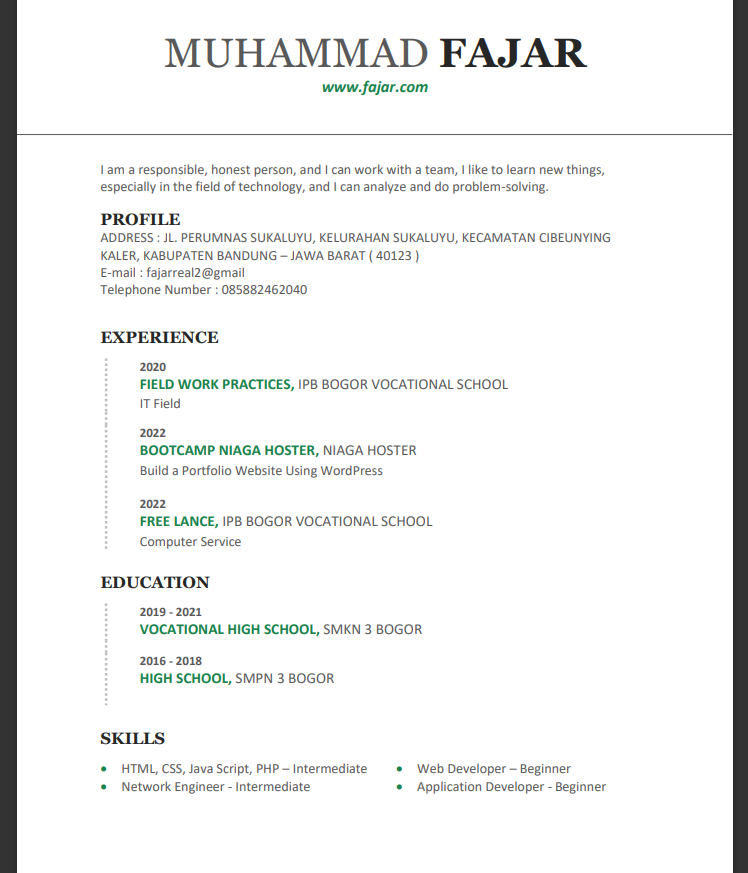 MUHAMMAD FAJAR
www.fajar.com
I am a responsible, honest person, and I can work with a team, I like to learn new things,
especially in the field of technology, and I can analyze and do problem-solving.
PROFILE
ADDRESS : JL. PERUMNAS SUKALUYU, KELURAHAN SUKALUYU, KECAMATAN CIBEUNYING
KALER, KABUPATEN BANDUNG – JAWA BARAT ( 40123 )
E-mail : fajarreal2@gmail
Telephone Number : 085882462040
EXPERIENCE
2020
FIELD WORK PRACTICES, IPB BOGOR VOCATIONAL SCHOOL
IT Field
2022
BOOTCAMP NIAGA HOSTER, NIAGA HOSTER
Build a Portfolio Website Using WordPress
2022
FREE LANCE, IPB BOGOR VOCATIONAL SCHOOL
Computer Service
EDUCATION
2019 - 2021
VOCATIONAL HIGH SCHOOL, SMKN 3 BOGOR
2016 - 2018
HIGH SCHOOL, SMPN 3 BOGOR
SKILLS
• HTML, CSS, Java Script, PHP – Intermediate
• Network Engineer - Intermediate
• Web Developer – Beginner
• Application Developer - Beginner